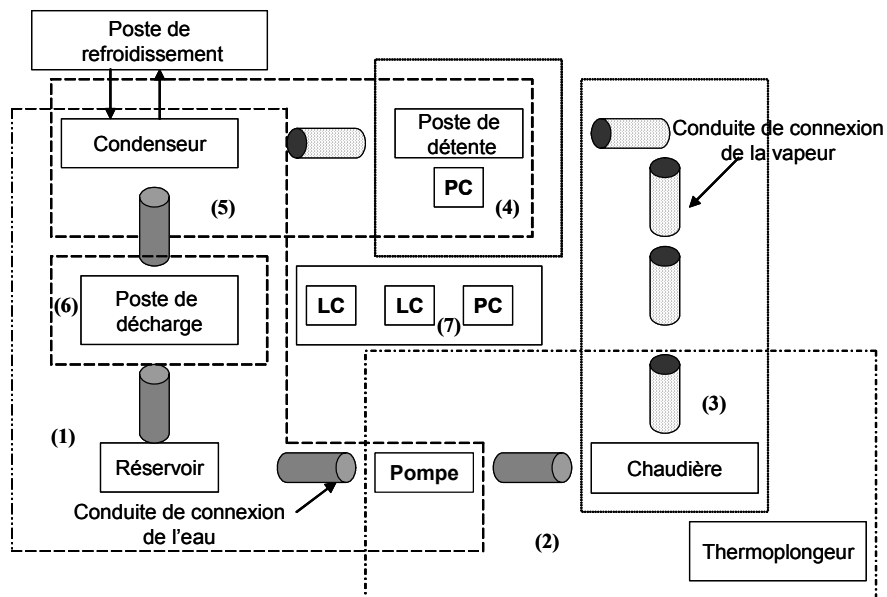 Poste de
refroidissement
Condenseur
Poste de
détente
Conduite de connexion
de la vapeur
PC
(5)
(4)
(6)
Poste de
décharge
LC
LC
PC
(7)
(3)
(1)
Réservoir
Pompe
Chaudière
Conduite de connexion
de l'eau
(2)
Thermoplongeur